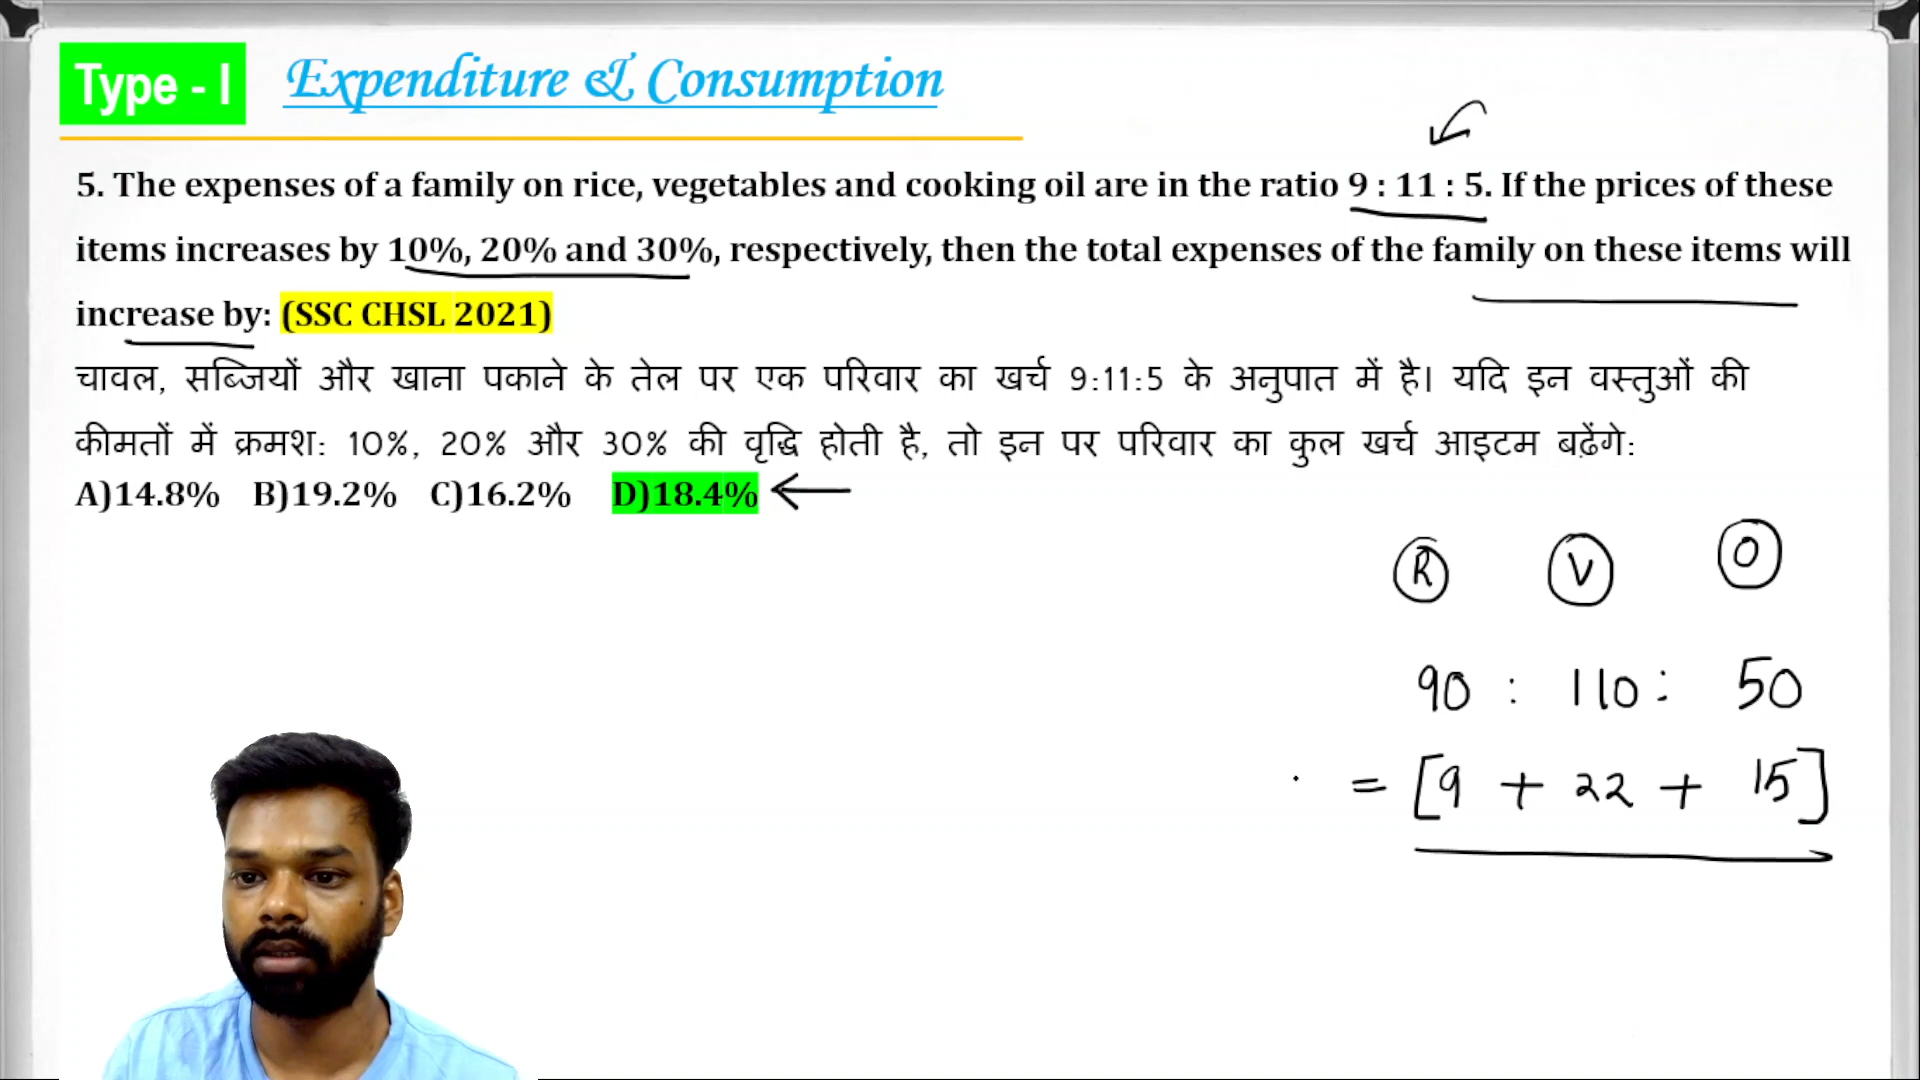 Type - I Expenditure & Consumption
5. The expenses of a family on rice, vegetables and cooking oil are in the ratio 9 : 11 : 5. If the prices of these
items increases by 10%, 20% and 30%, respectively, then the total expenses of the family on these items will
increase by: (SSC CHSL 2021)
चावल, सब्जियों और खाना पकाने के तेल पर एक परिवार का खर्च 9:11:5 के अनुपात में है। यदि इन वस्तुओं की
कीमतों में क्रमश: 10%, 20% और 30% की वृद्धि होती है, तो इन पर परिवार का कुल खर्च आइटम बढ़ेंगे:
A)14.8% B)19.2% C)16.2% D)18.4%
R V O
90 : 110 : 50
= [9 + 22 + 15]